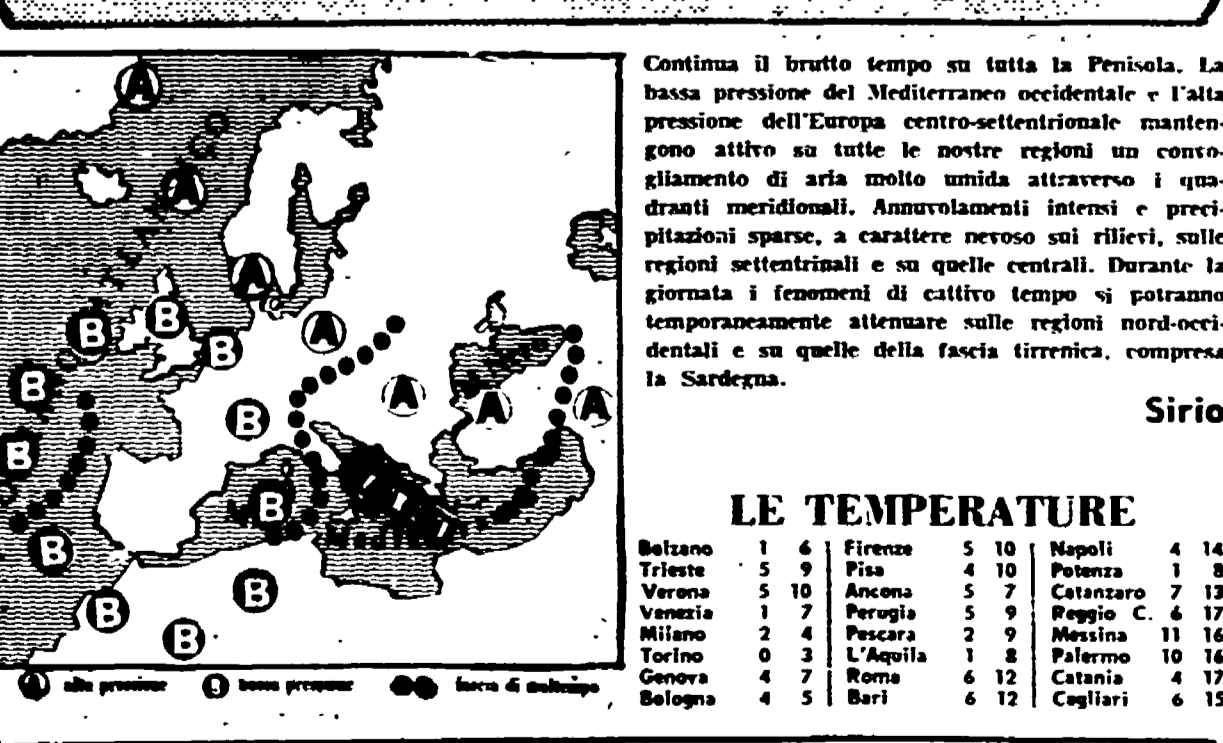 Continua il brutto tempo su tutta la Penisola. La
bassa pressione del Mediterraneo occidentale e l'alta
pressione dell'Europa centro-settentrionale manten-
gono attivo su tutte le nostre regioni un convo-
gliamento di aria molto umida attraverso i qua-
dranti meridionali. Annuvolamenti intensi e preci-
pitazioni sparse, a carattere nevoso sui rilievi, sulle
regioni settentrinali e su quelle centrali. Durante la
giornata i fenomeni di cattivo tempo si potranno
temporaneamente attenuare sulle regioni nord-occi-
dentali e su quelle della fascia tirrenica, compresa
la Sardegna.
Sirio
A
A
A
B
B
B
A
B
A
A
A
B
B
B
B
B
B
B
A alta pressione B bassa pressione fascia di maltempo
LE TEMPERATURE
Bolzano 1 6 Firenze 5 10 Napoli 4 14
Trieste 5 9 Pisa 4 10 Potenza 1 8
Verona 5 10 Ancona 5 7 Catanzaro 7 13
Venezia 1 7 Perugia 5 9 Reggio C. 6 17
Milano 2 4 Pescara 2 9 Messina 11 16
Torino 0 3 L'Aquila 1 8 Palermo 10 16
Genova 4 7 Roma 6 12 Catania 4 17
Bologna 4 5 Bari 6 12 Cagliari 6 15